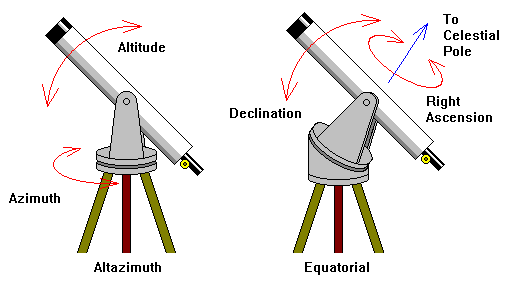 Altitude
Azimuth
Altazimuth
To
Celestial
Pole
Declination
Right
Ascension
Equatorial